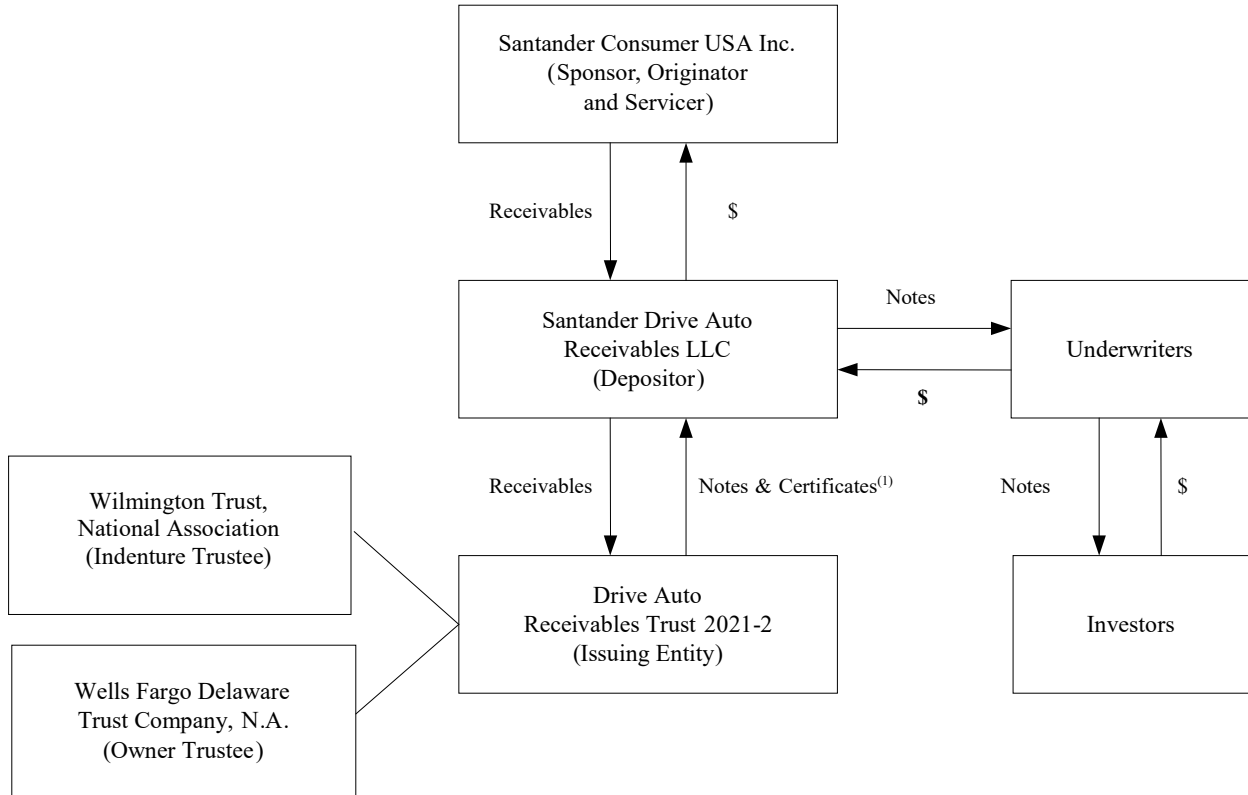 Santander Consumer USA Inc.
(Sponsor, Originator
and Servicer)
Receivables
$
Santander Drive Auto
Receivables LLC
(Depositor)
Notes
$
Underwriters
Receivables
Notes & Certificates(1)
Notes
$
Wilmington Trust,
National Association
(Indenture Trustee)
Drive Auto
Receivables Trust 2021-2
(Issuing Entity)
Investors
Wells Fargo Delaware
Trust Company, N.A.
(Owner Trustee)